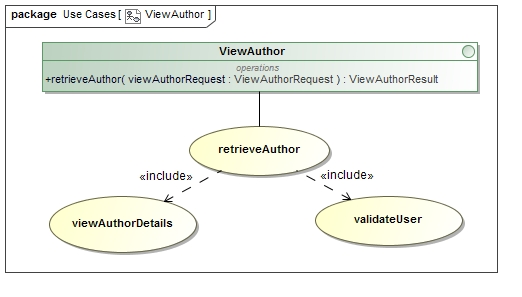 package Use Cases [ ViewAuthor ]
ViewAuthor
operations
+retrieveAuthor( viewAuthorRequest : ViewAuthorRequest ) : ViewAuthorResult
retrieveAuthor
«include» «include»
viewAuthorDetails validateUser